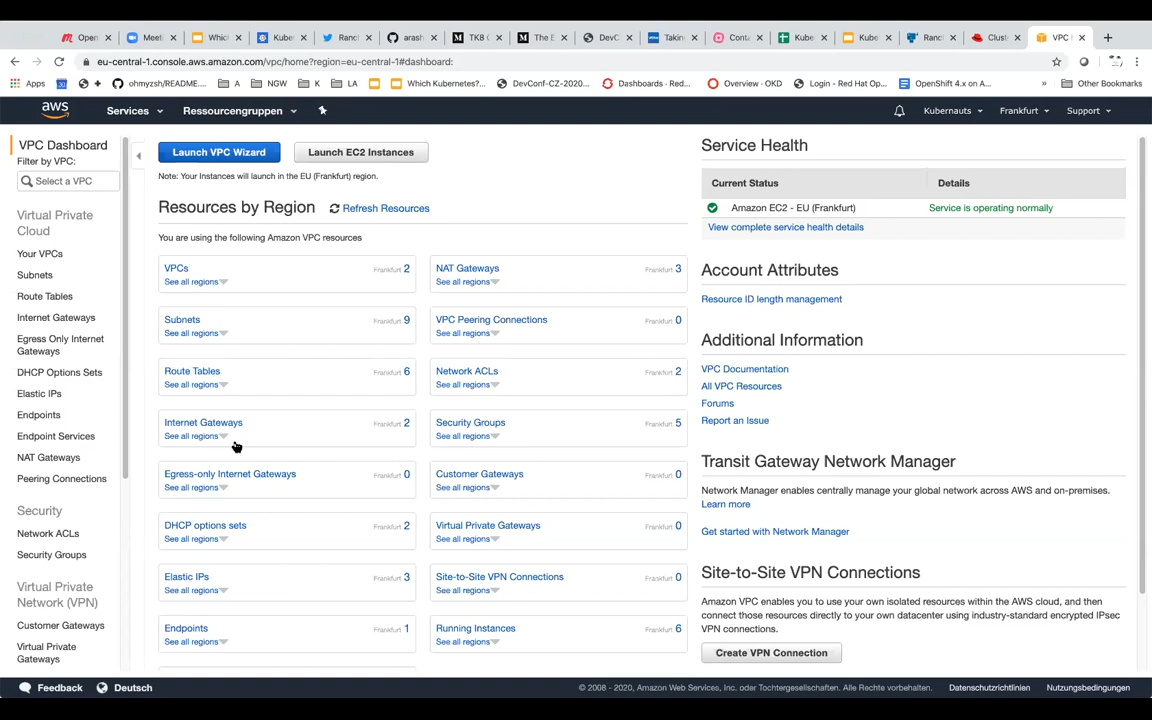 Open
Meeti
Whic
Kube
Ranc
arash
TK8 C
The E
DevC
Takin
Conta
Kube
Kube
Ranc
Clust
VPC
eu-central-1.console.aws.amazon.com/vpc/home?region=eu-central-1#dashboard:
Apps
ohmyzsh/README....
A
NGW
K
LA
Which Kubernetes?...
DevConf-CZ-2020...
Dashboards · Red...
Overview · OKD
Login - Red Hat Op...
OpenShift 4.x on A...
»
Other Bookmarks
aws
Services
Ressourcengruppen
Kubernauts
Frankfurt
Support
VPC Dashboard
Filter by VPC:
Select a VPC
Virtual Private
Cloud
Your VPCs
Subnets
Route Tables
Internet Gateways
Egress Only Internet
Gateways
DHCP Options Sets
Elastic IPs
Endpoints
Endpoint Services
NAT Gateways
Peering Connections
Security
Network ACLs
Security Groups
Virtual Private
Network (VPN)
Customer Gateways
Virtual Private
Gateways
Launch VPC Wizard
Launch EC2 Instances
Note: Your Instances will launch in the EU (Frankfurt) region.
Resources by Region
Refresh Resources
You are using the following Amazon VPC resources
VPCs Frankfurt 2
See all regions
NAT Gateways Frankfurt 3
See all regions
Subnets Frankfurt 9
See all regions
VPC Peering Connections Frankfurt 0
See all regions
Route Tables Frankfurt 6
See all regions
Network ACLs Frankfurt 2
See all regions
Internet Gateways Frankfurt 2
See all regions
Security Groups Frankfurt 5
See all regions
Egress-only Internet Gateways Frankfurt 0
See all regions
Customer Gateways Frankfurt 0
See all regions
DHCP options sets Frankfurt 2
See all regions
Virtual Private Gateways Frankfurt 0
See all regions
Elastic IPs Frankfurt 3
See all regions
Site-to-Site VPN Connections Frankfurt 0
See all regions
Endpoints Frankfurt 1
See all regions
Running Instances Frankfurt 6
See all regions
Service Health
Current Status Details
Amazon EC2 - EU (Frankfurt) Service is operating normally
View complete service health details
Account Attributes
Resource ID length management
Additional Information
VPC Documentation
All VPC Resources
Forums
Report an Issue
Transit Gateway Network Manager
Network Manager enables centrally manage your global network across AWS and on-premises.
Learn more
Get started with Network Manager
Site-to-Site VPN Connections
Amazon VPC enables you to use your own isolated resources within the AWS cloud, and then
connect those resources directly to your own datacenter using industry-standard encrypted IPsec
VPN connections.
Create VPN Connection
Feedback
Deutsch
© 2008 - 2020, Amazon Web Services, Inc. oder Tochtergesellschaften. Alle Rechte vorbehalten.
Datenschutzrichtlinien
Nutzungsbedingungen